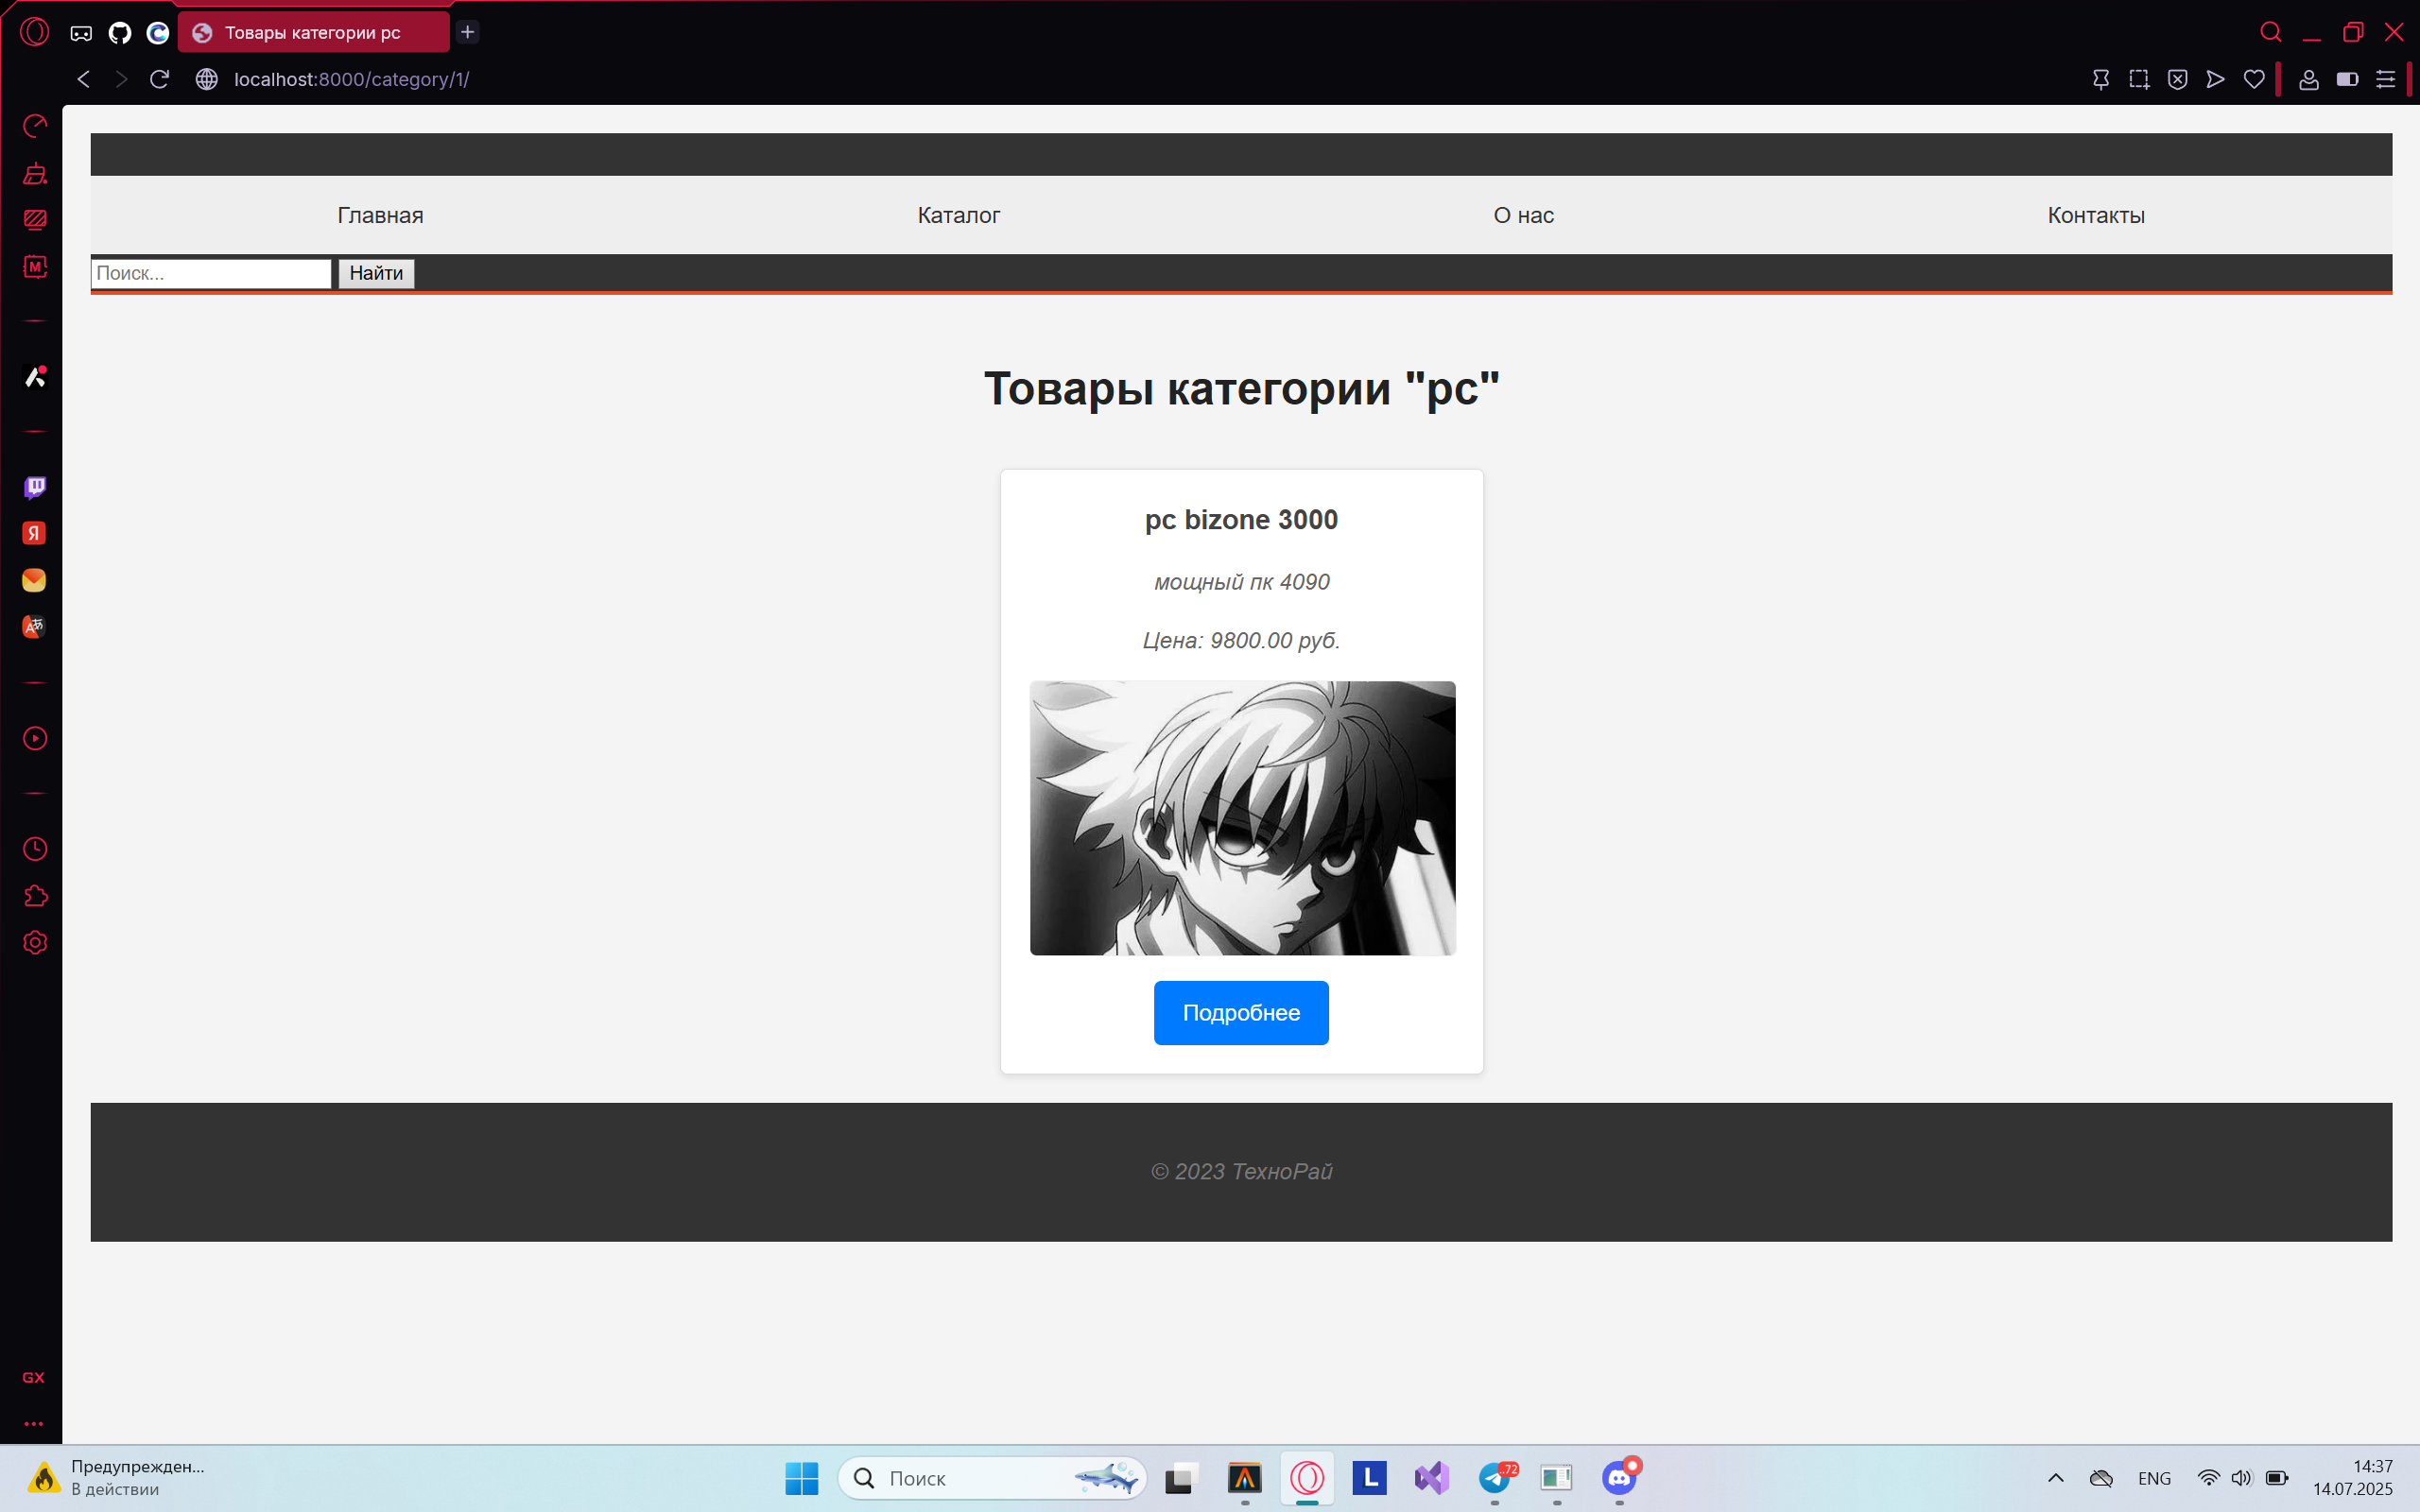 Товары категории pc
localhost:8000/category/1/
M
Главная Каталог О нас Контакты
Поиск... Найти
Товары категории "pc"
pc bizone 3000
мощный пк 4090
Цена: 9800.00 руб.
Я
Подробнее
© 2023 ТехноРай
GX
Предупрежден...
В действии
Поиск
L
..72
ENG
14:37
14.07.2025